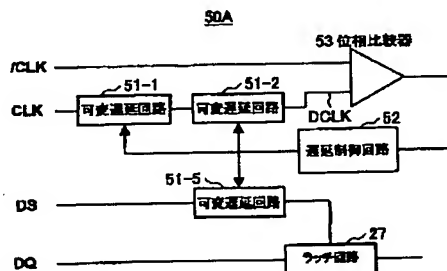 50A
53 位相比較器
/CLK
51-1
51-2
CLK
可変遅延回路
可変遅延回路
DCLK
52
遅延制御回路
51-5
DS
可変遅延回路
27
DQ
ラッチ回路